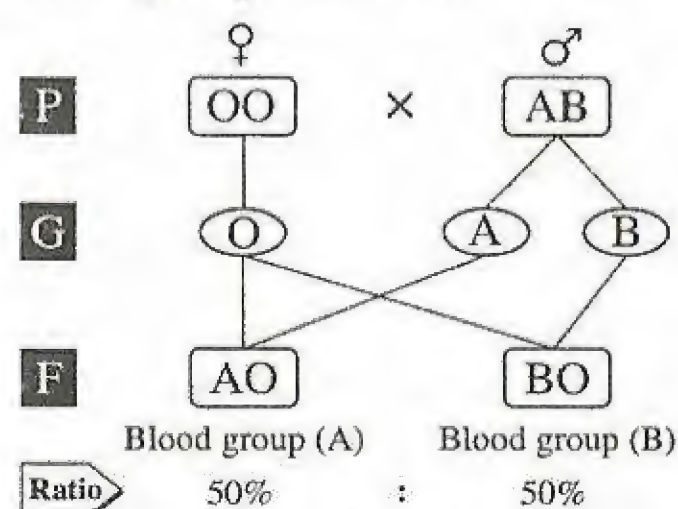 ♀ ♂
P OO × AB
G O A B
F AO BO
Blood group (A) Blood group (B)
Ratio 50% : 50%